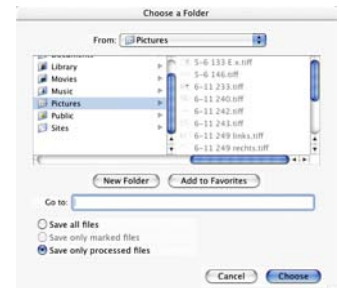 Choose a Folder
From: Pictures
Documents
Library
Movies
Music
Pictures
Public
Sites
5-6 133 E x.tiff
5-6 146.tiff
6-11 233.tiff
6-11 240.tiff
6-11 242.tiff
6-11 243.tiff
6-11 249 links.tiff
6-11 249 rechts.tiff
New Folder
Add to Favorites
Go to:
Save all files
Save only marked files
Save only processed files
Cancel
Choose